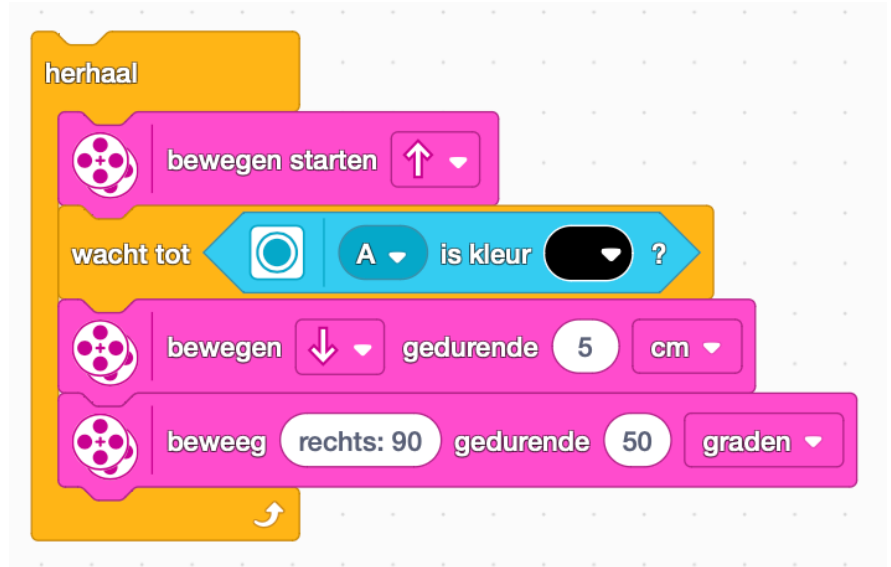 herhaal
bewegen starten
wacht tot A is kleur ?
bewegen gedurende 5 cm
beweeg rechts: 90 gedurende 50 graden